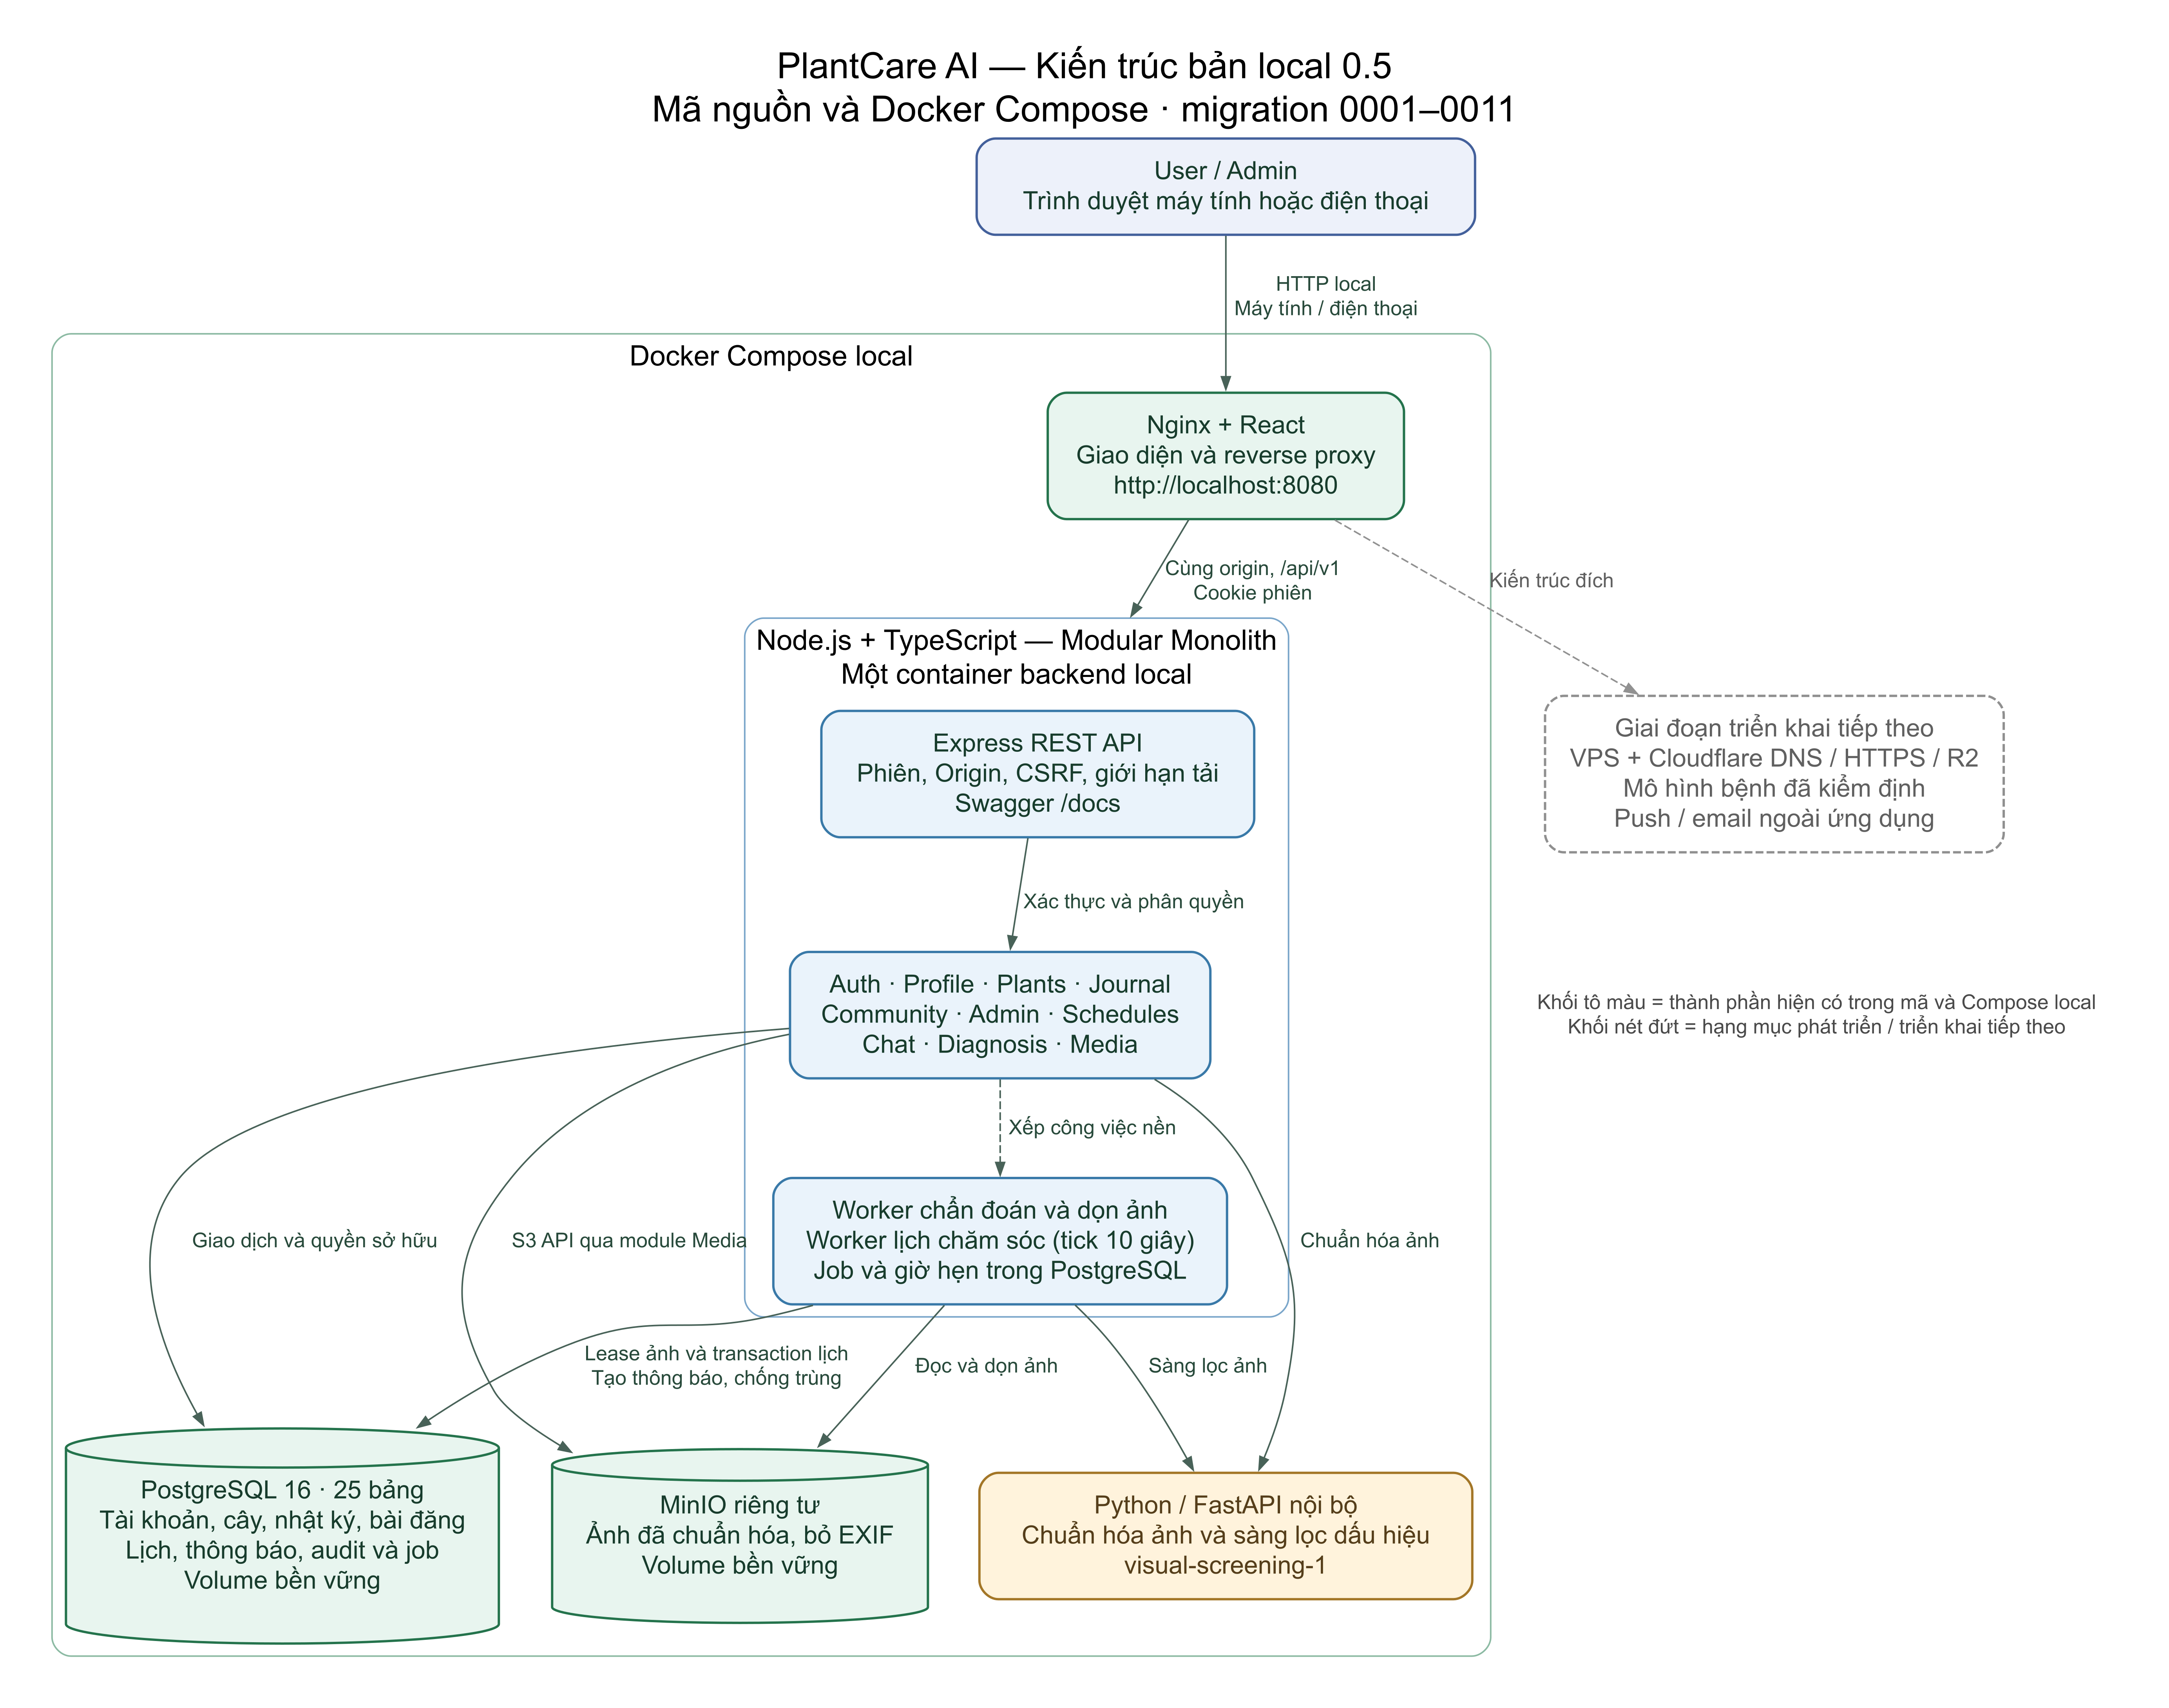 PlantCare AI — Kiến trúc bản local 0.5
Mã nguồn và Docker Compose · migration 0001–0011
User / Admin
Trình duyệt máy tính hoặc điện thoại
HTTP local
Máy tính / điện thoại
Docker Compose local
Nginx + React
Giao diện và reverse proxy
http://localhost:8080
Cùng origin, /api/v1
Cookie phiên
Kiến trúc đích
Node.js + TypeScript — Modular Monolith
Một container backend local
Express REST API
Phiên, Origin, CSRF, giới hạn tải
Swagger /docs
Giai đoạn triển khai tiếp theo
VPS + Cloudflare DNS / HTTPS / R2
Mô hình bệnh đã kiểm định
Push / email ngoài ứng dụng
Xác thực và phân quyền
Auth · Profile · Plants · Journal
Community · Admin · Schedules
Chat · Diagnosis · Media
Khối tô màu = thành phần hiện có trong mã và Compose local
Khối nét đứt = hạng mục phát triển / triển khai tiếp theo
Xếp công việc nền
Giao dịch và quyền sở hữu
S3 API qua module Media
Worker chẩn đoán và dọn ảnh
Worker lịch chăm sóc (tick 10 giây)
Job và giờ hẹn trong PostgreSQL
Chuẩn hóa ảnh
Lease ảnh và transaction lịch
Tạo thông báo, chống trùng
Đọc và dọn ảnh
Sàng lọc ảnh
PostgreSQL 16 · 25 bảng
Tài khoản, cây, nhật ký, bài đăng
Lịch, thông báo, audit và job
Volume bền vững
MinIO riêng tư
Ảnh đã chuẩn hóa, bỏ EXIF
Volume bền vững
Python / FastAPI nội bộ
Chuẩn hóa ảnh và sàng lọc dấu hiệu
visual-screening-1